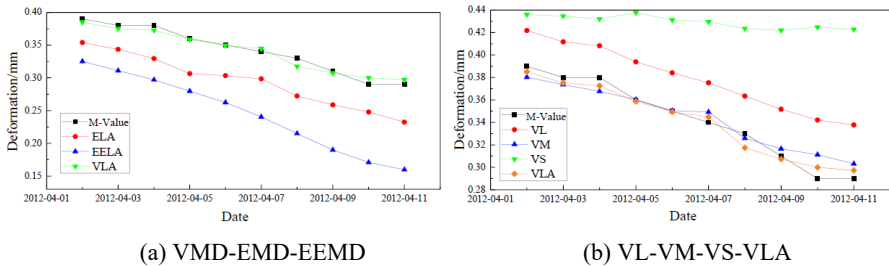 0.40
0.35
0.30
0.25
0.20
0.15
Deformation/mm
M-Value
ELA
EELA
VLA
2012-04-01 2012-04-03 2012-04-05 2012-04-07 2012-04-09 2012-04-11
Date
(a) VMD-EMD-EEMD
0.44
0.42
0.40
0.38
0.36
0.34
0.32
0.30
0.28
Deformation/mm
M-Value
VL
VM
VS
VLA
2012-04-01 2012-04-03 2012-04-05 2012-04-07 2012-04-09 2012-04-11
Date
(b) VL-VM-VS-VLA